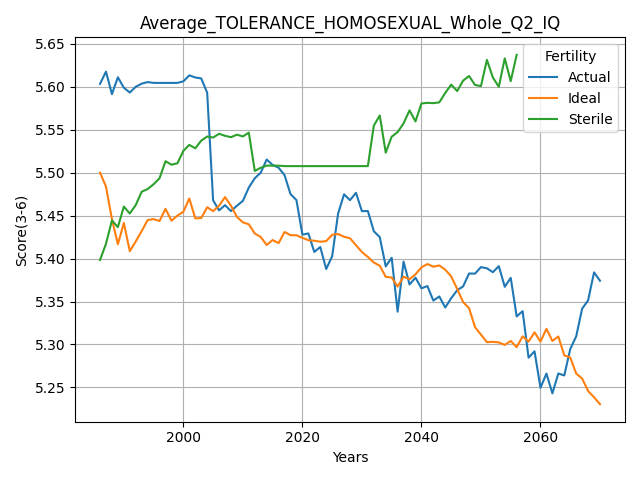 Average_TOLERANCE_HOMOSEXUAL_Whole_Q2_IQ
Score(3-6)
5.65
5.60
5.55
5.50
5.45
5.40
5.35
5.30
5.25
Fertility
Actual
Ideal
Sterile
2000
2020
2040
2060
Years